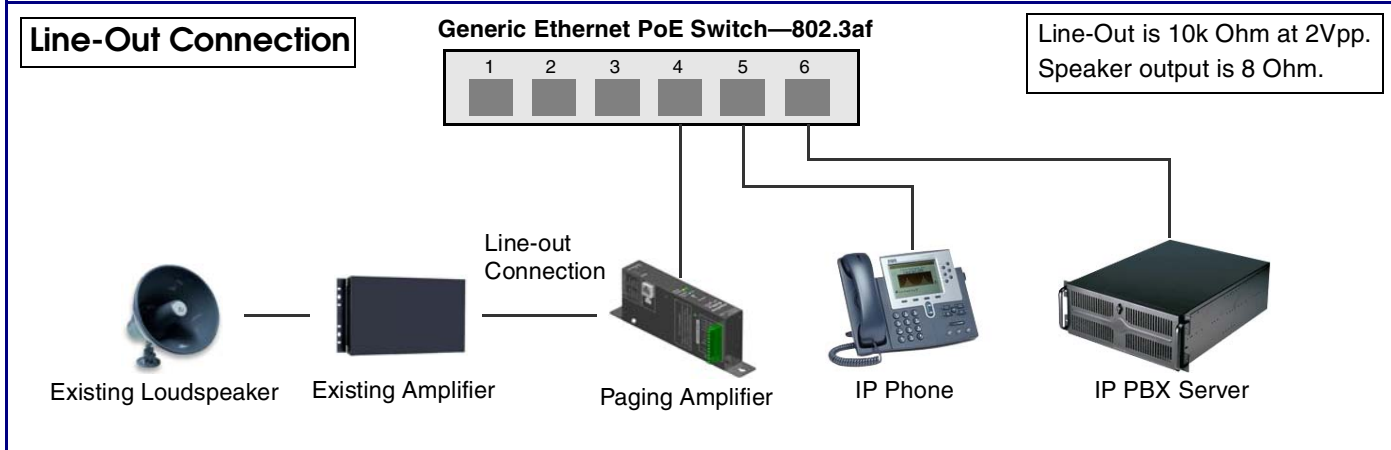 Line-Out Connection
Generic Ethernet PoE Switch—802.3af
Line-Out is 10k Ohm at 2Vpp.
Speaker output is 8 Ohm.
1 2 3 4 5 6
Line-out
Connection
Existing Loudspeaker
Existing Amplifier
Paging Amplifier
IP Phone
IP PBX Server